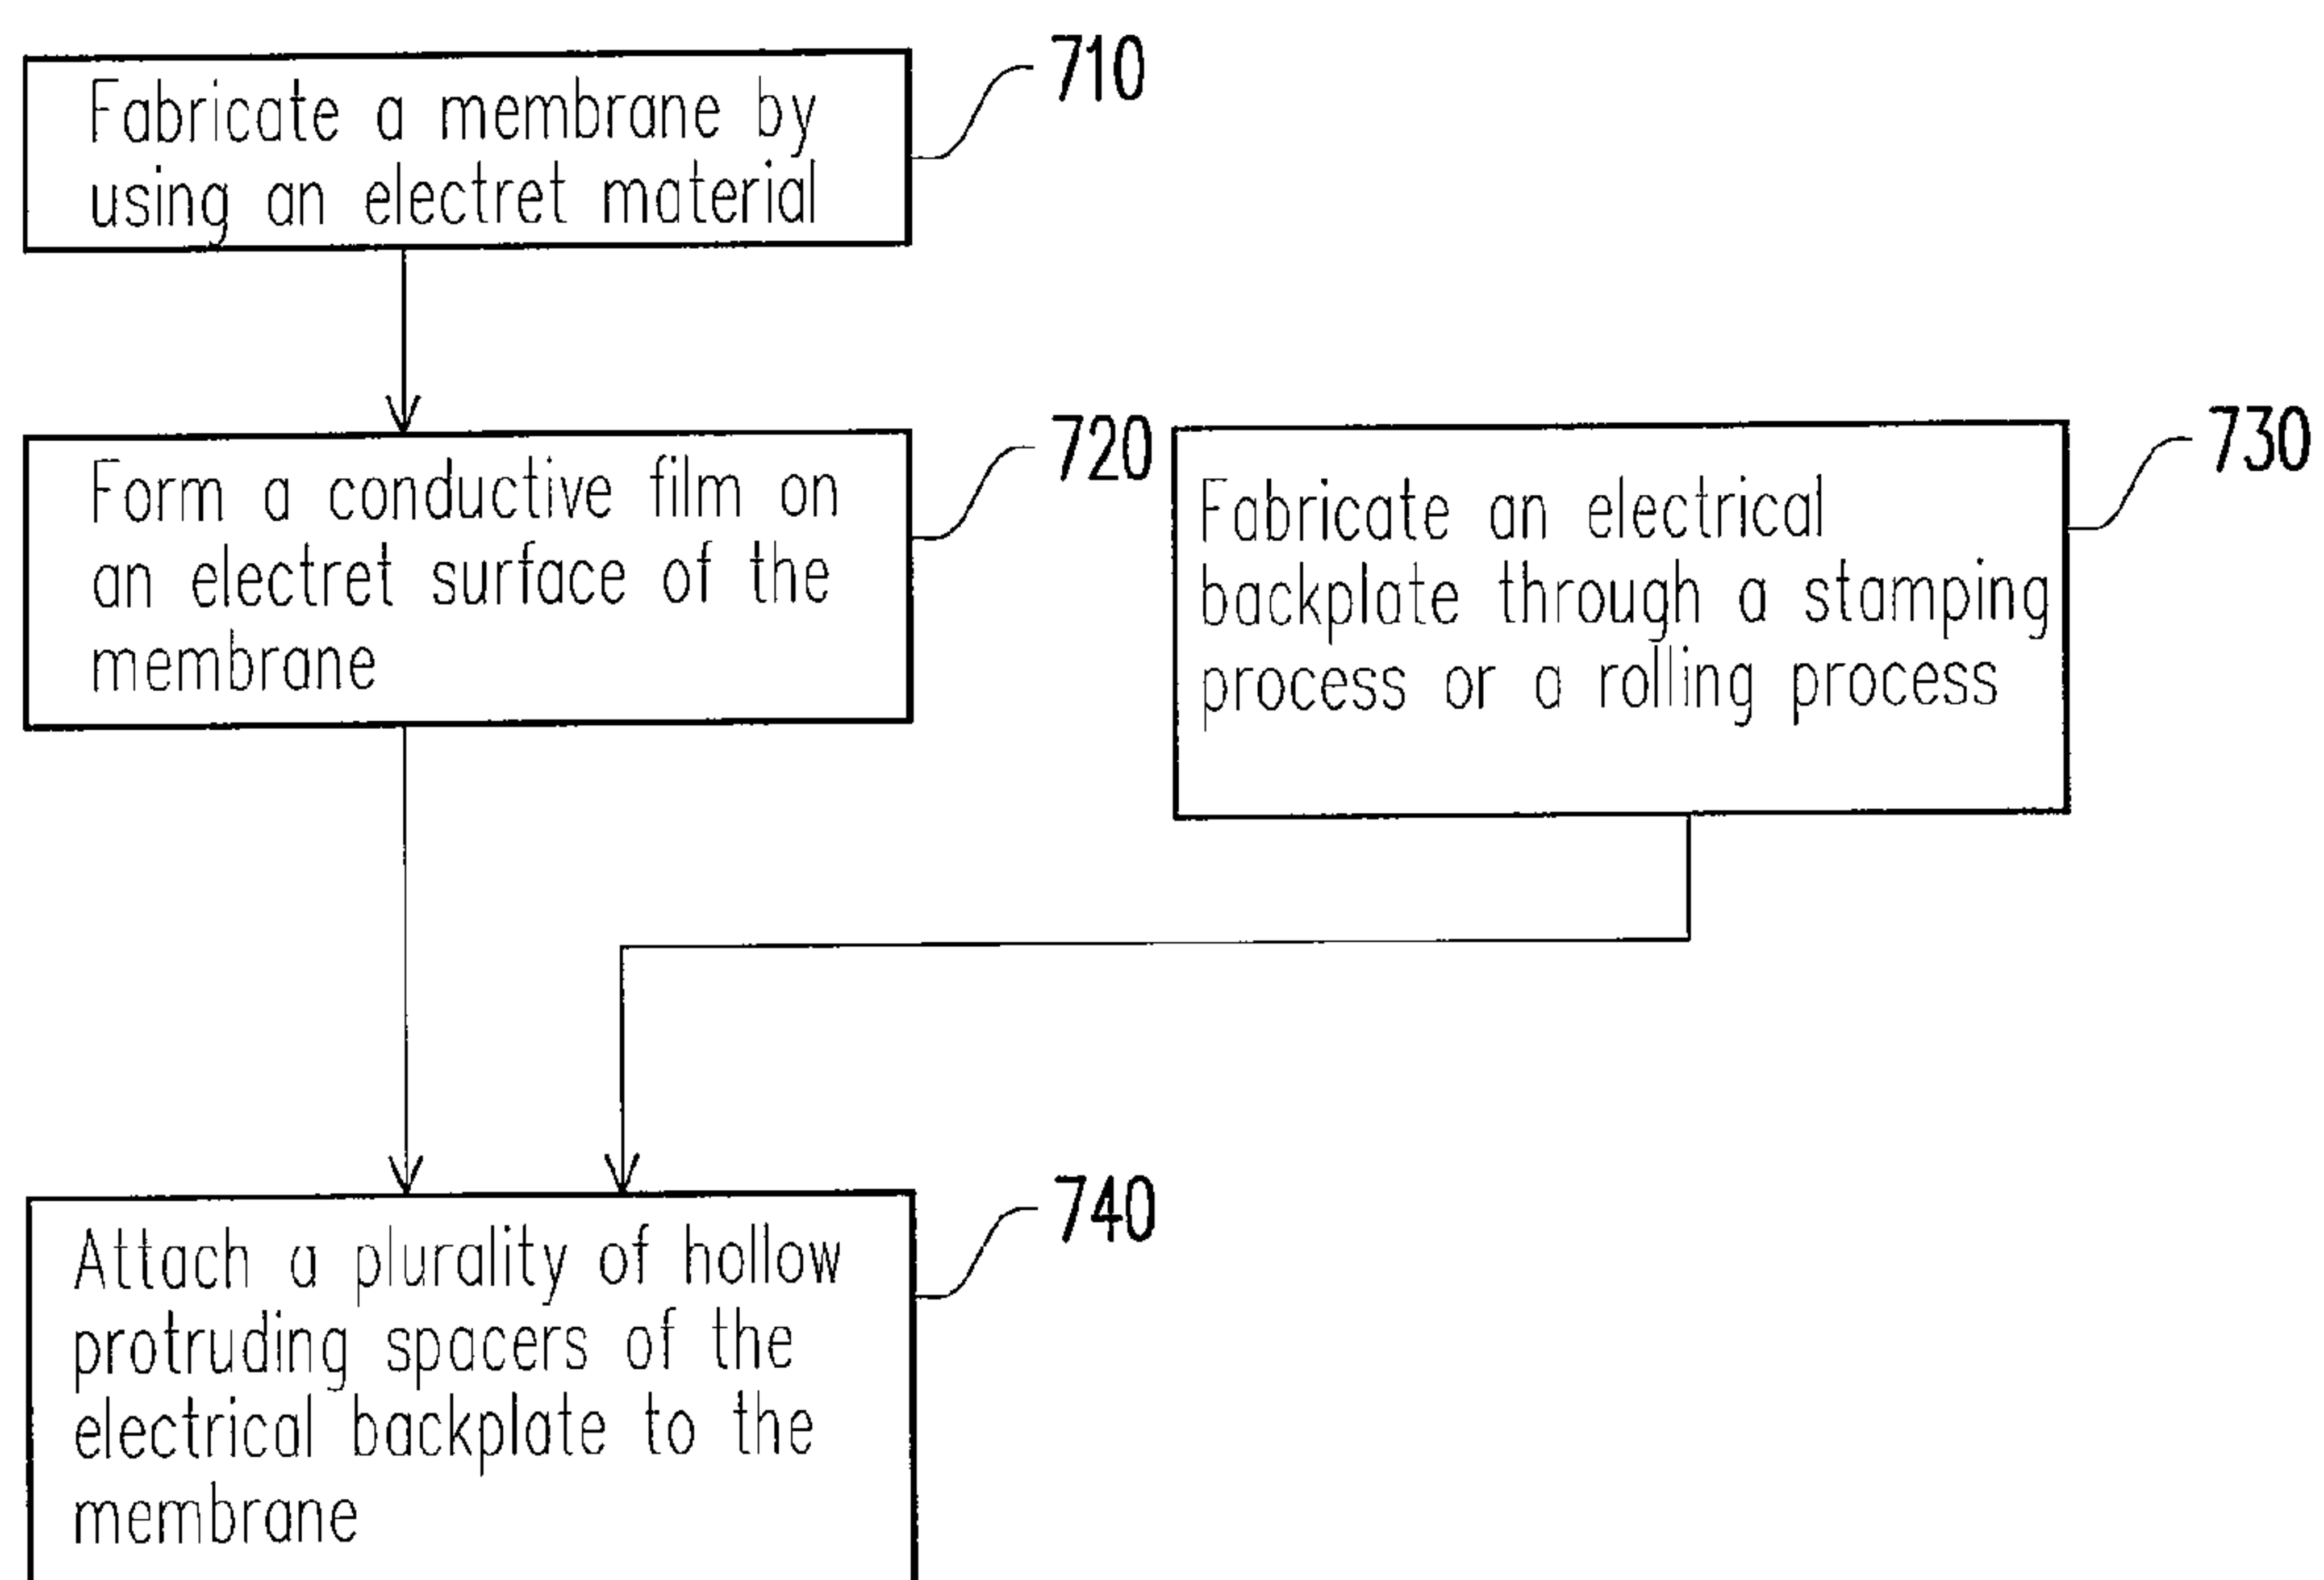 710
Fabricate a membrane by
using an electret material
720
Form a conductive film on
an electret surface of the
membrane
730
Fabricate an electrical
backplate through a stamping
process or a rolling process
740
Attach a plurality of hollow
protruding spacers of the
electrical backplate to the
membrane